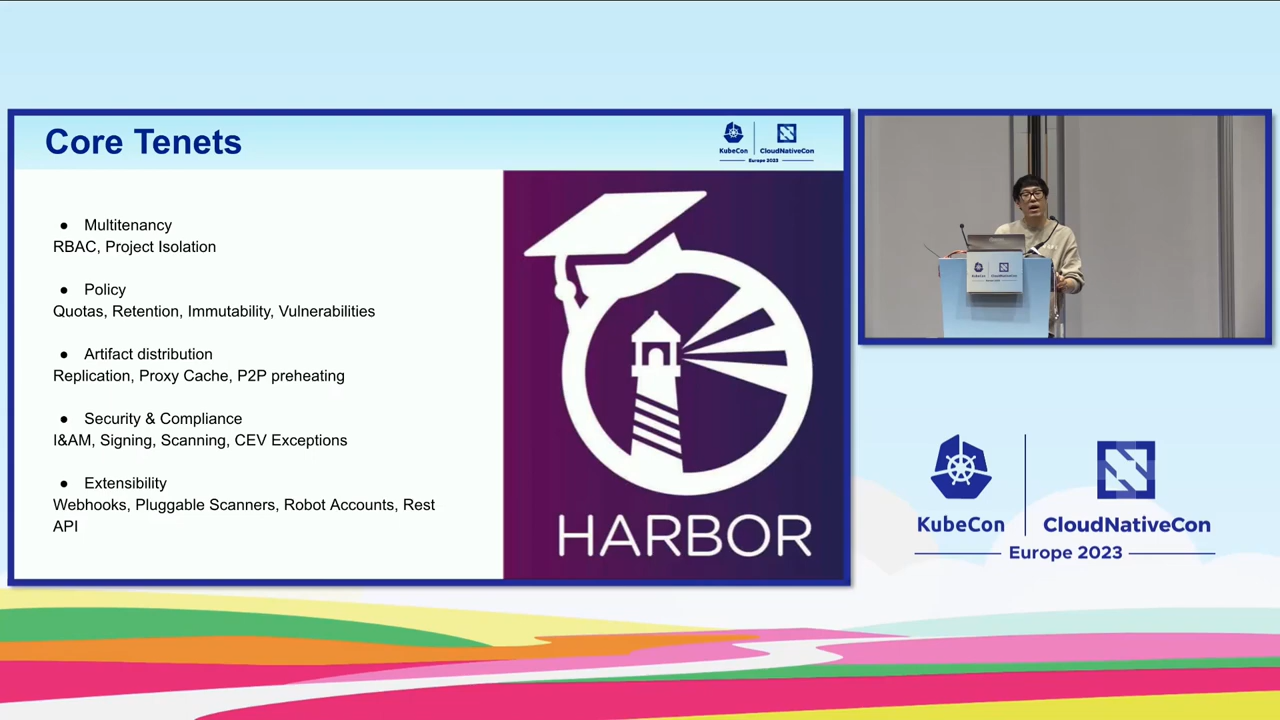 Core Tenets
KubeCon
CloudNativeCon
Europe 2023
● Multitenancy
RBAC, Project Isolation
● Policy
Quotas, Retention, Immutability, Vulnerabilities
● Artifact distribution
Replication, Proxy Cache, P2P preheating
● Security & Compliance
I&AM, Signing, Scanning, CEV Exceptions
● Extensibility
Webhooks, Pluggable Scanners, Robot Accounts, Rest
API
HARBOR
KubeCon
CloudNativeCon
KubeCon
CloudNativeCon
Europe 2023